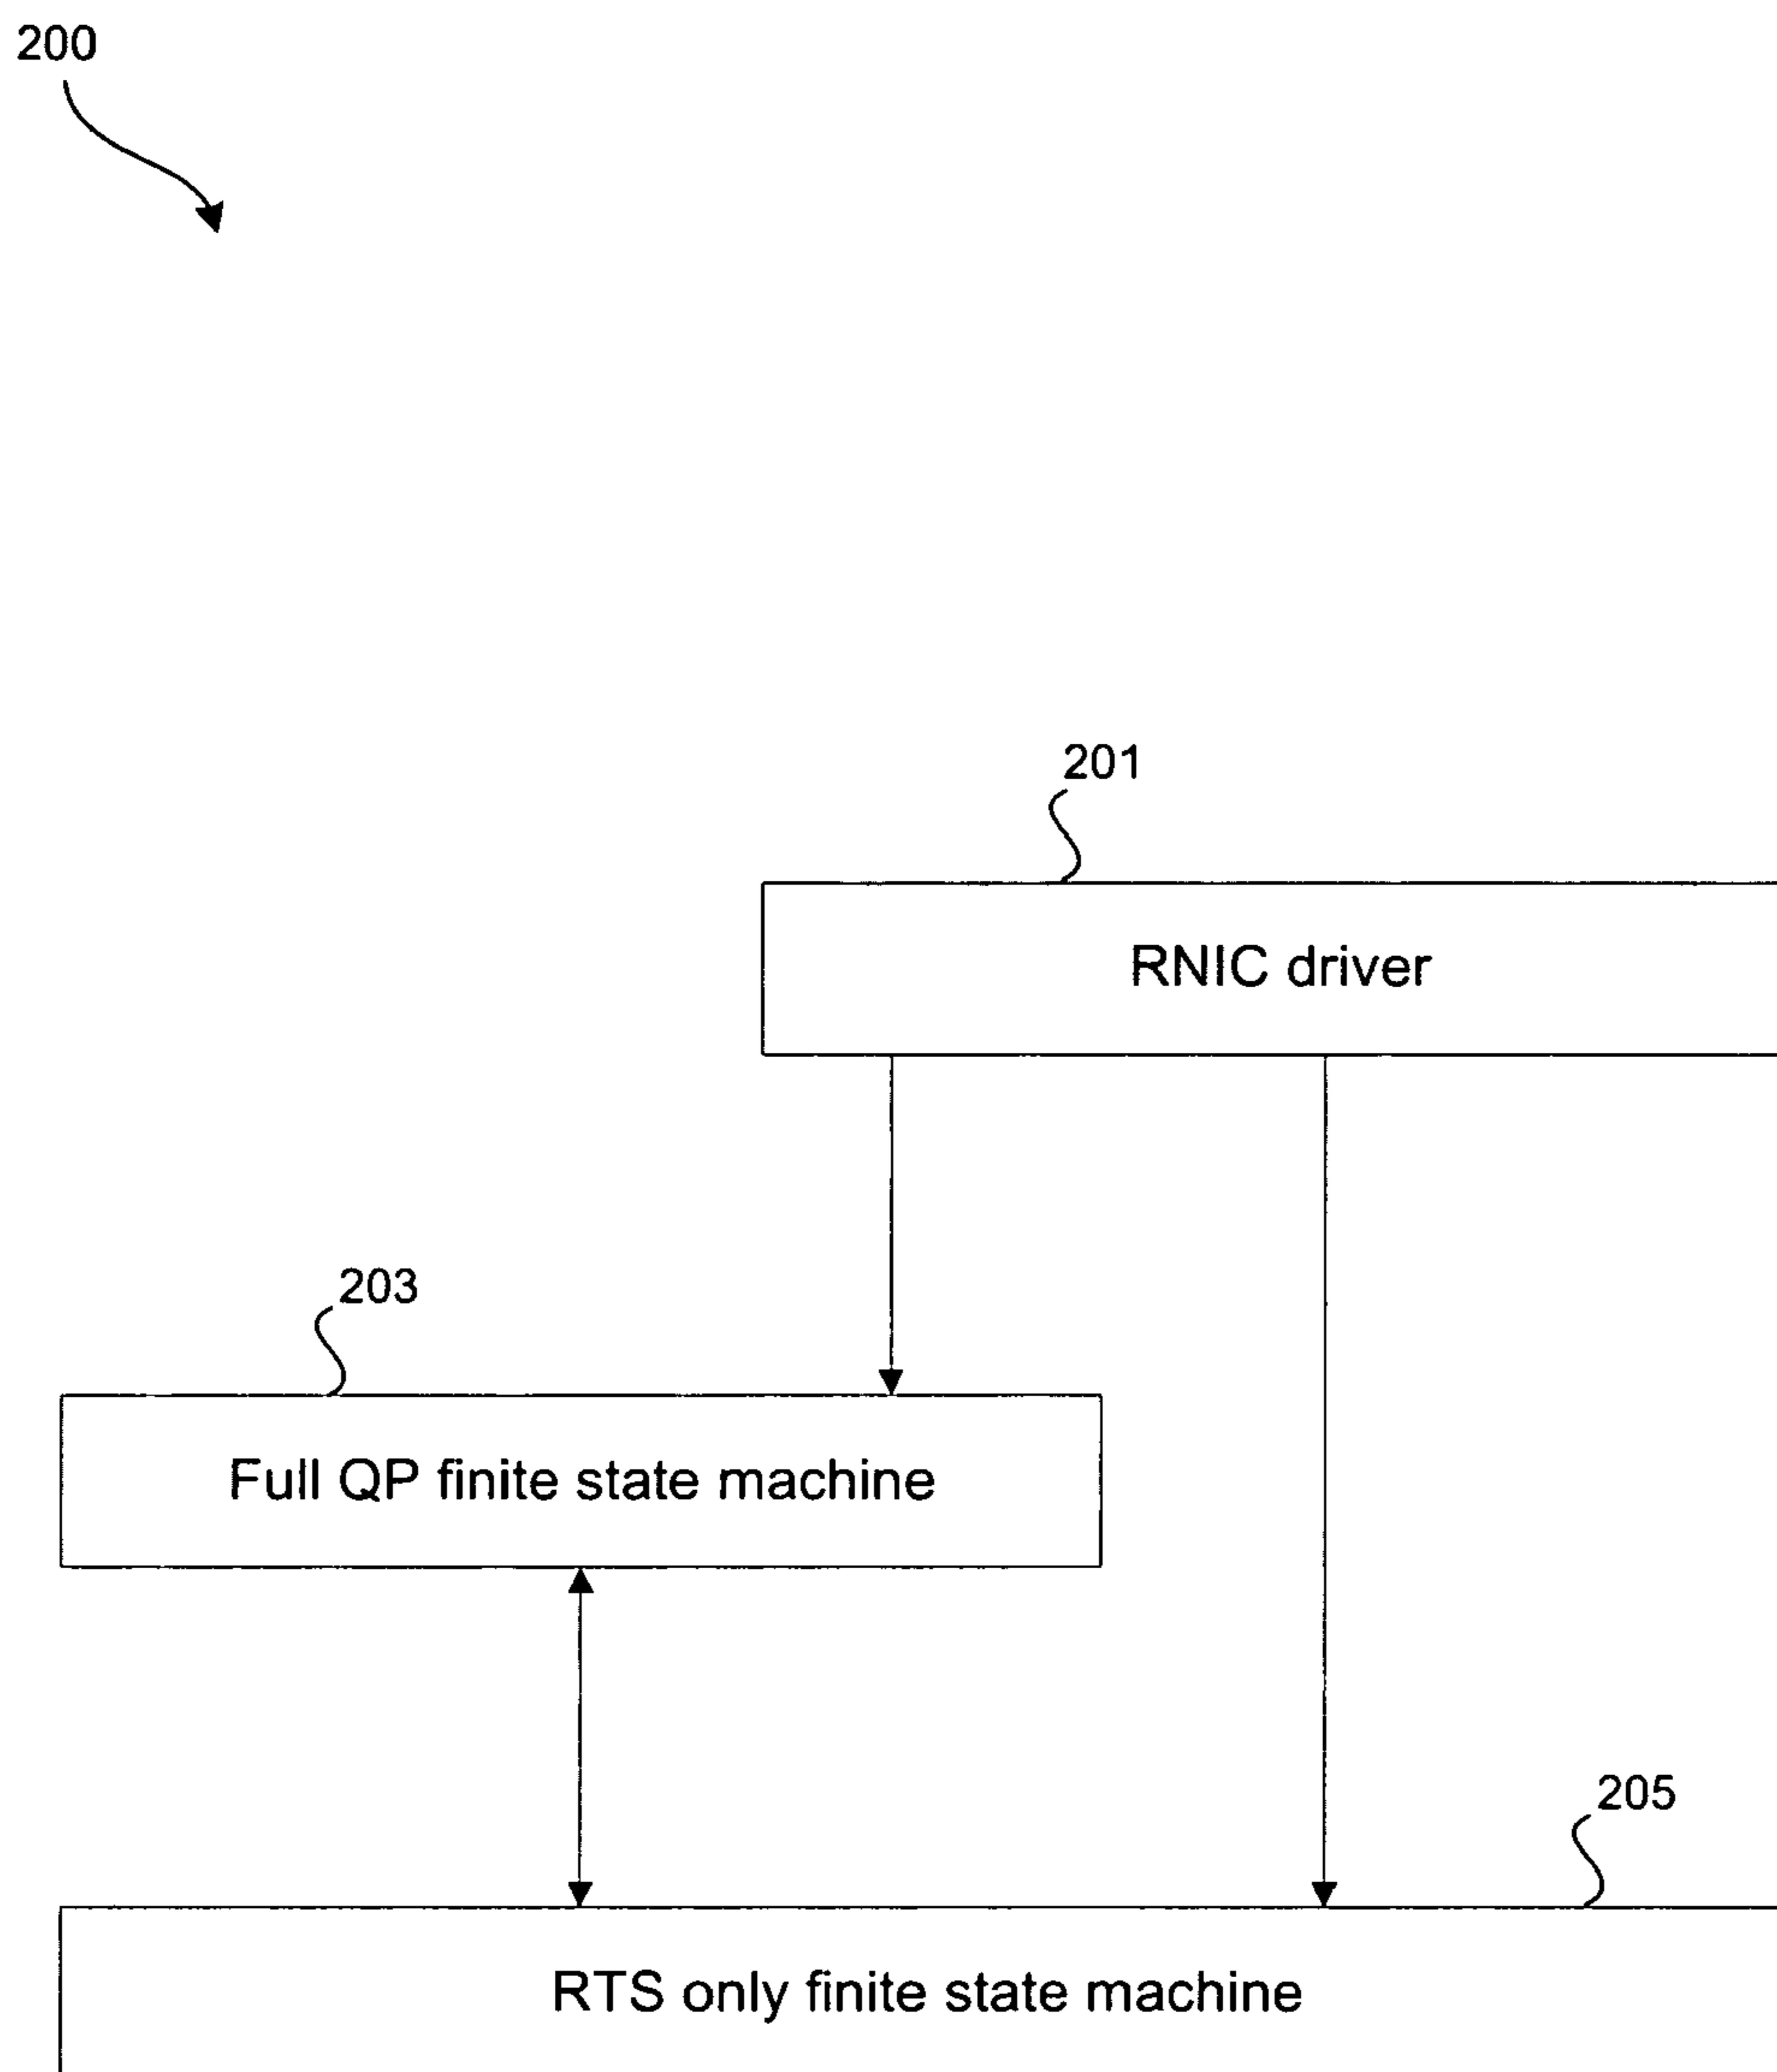 200
201
RNIC driver
203
Full QP finite state machine
205
RTS only finite state machine